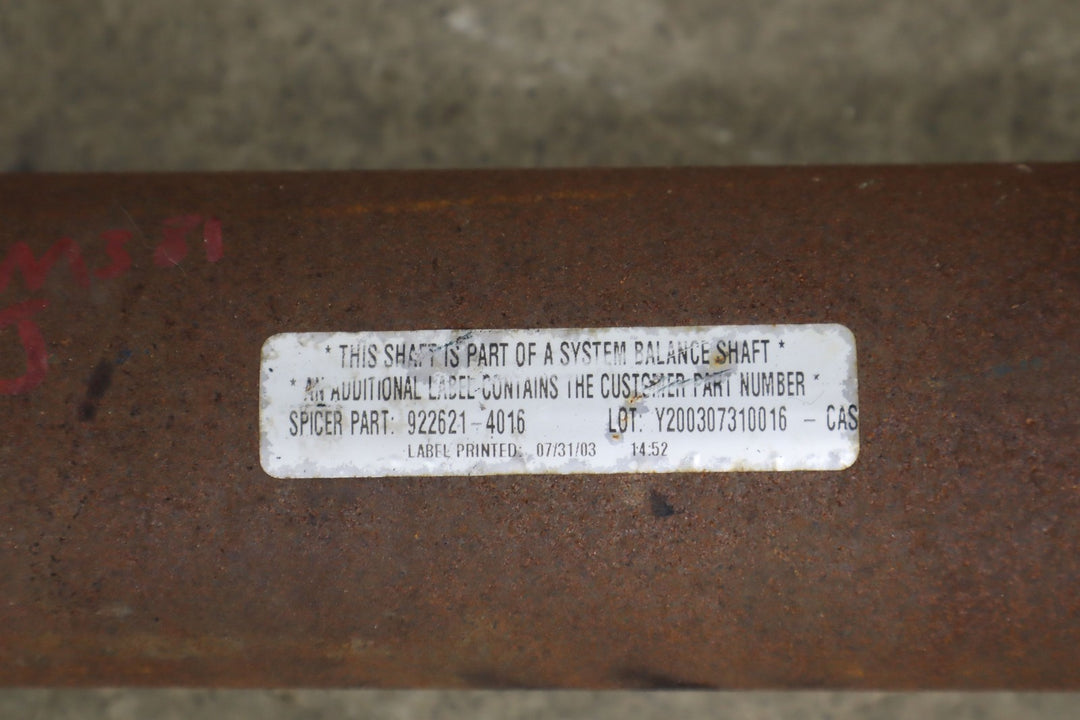 M351
J
* THIS SHAFT IS PART OF A SYSTEM BALANCE SHAFT *
* AN ADDITIONAL LABEL CONTAINS THE CUSTOMER PART NUMBER *
SPICER PART: 922621-4016 LOT: Y200307310016 - CAS
LABEL PRINTED: 07/31/03 14:52